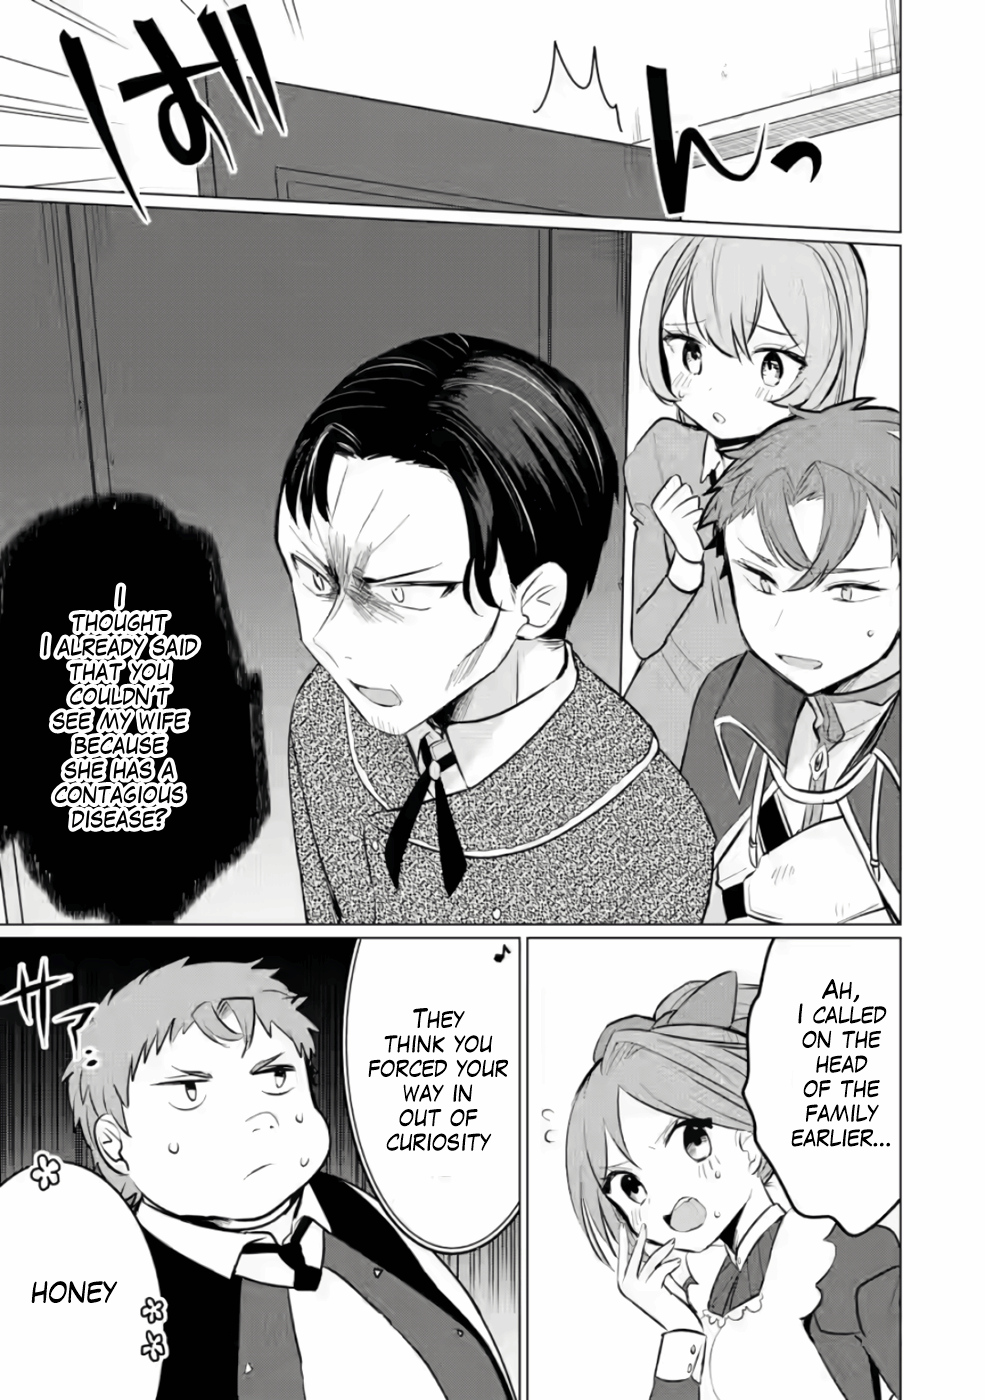 ばん
んっ
I
THOUGHT
I ALREADY SAID
THAT YOU
COULDN'T
SEE MY WIFE
BECAUSE
SHE HAS A
CONTAGIOUS
DISEASE?
AH,
I CALLED
ON THE
HEAD
OF THE
FAMILY
EARLIER...
♪
THEY
THINK YOU
FORCED YOUR
WAY IN
OUT OF
CURIOSITY
サァ...
HONEY